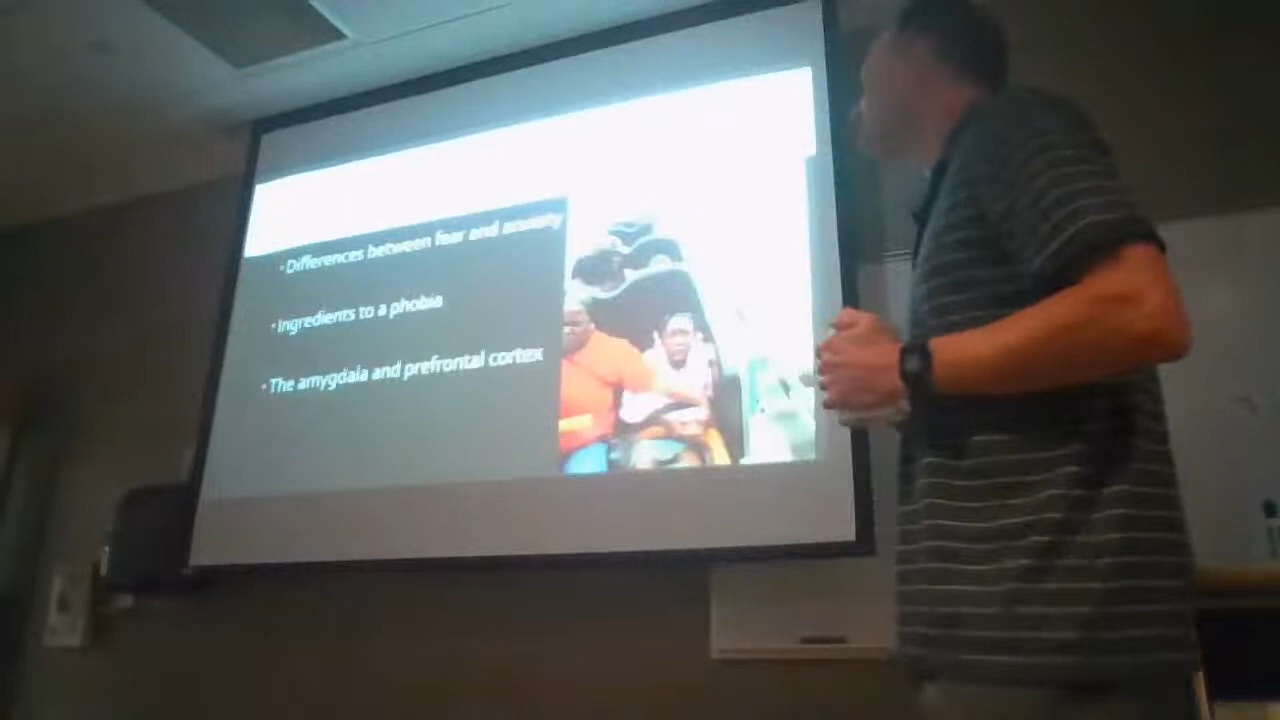 • Differences between fear and anxiety
• Ingredients to a phobia
• The amygdala and prefrontal cortex